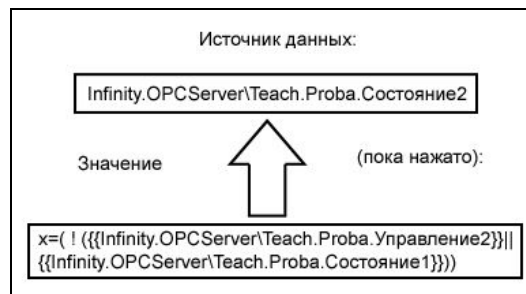 Источник данных:
Infinity.OPCServer\Teach.Proba.Состояние2
Значение
(пока нажато):
x=( ! ({{Infinity.OPCServer\Teach.Proba.Управление2}}||
{{Infinity.OPCServer\Teach.Proba.Состояние1}}))